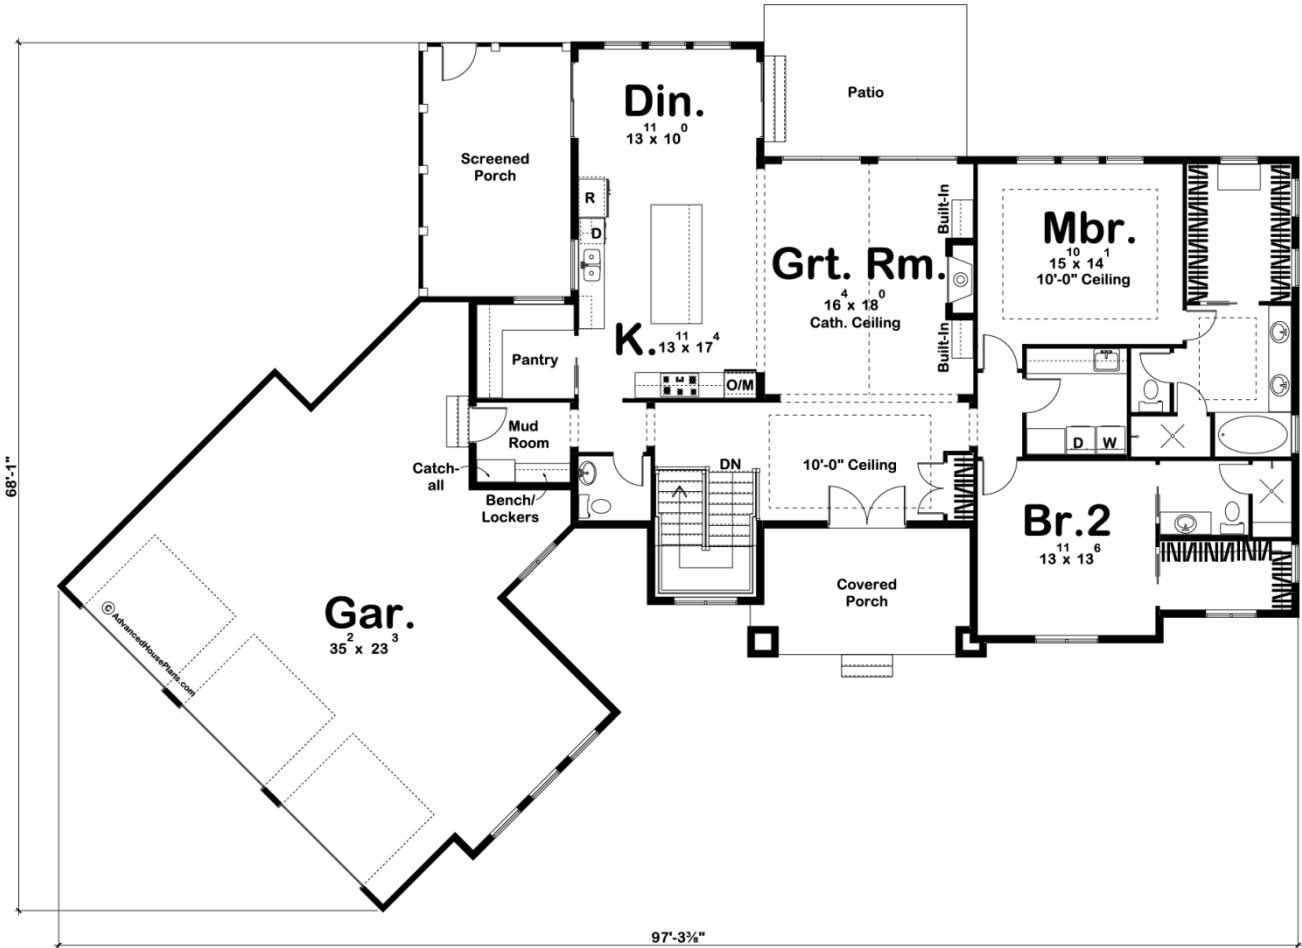 Patio
Din.
13¹¹ x 10⁰
Screened
Porch
R
D
Built-In
Mbr.
15¹⁰ x 14¹
10'-0" Ceiling
Grt. Rm.
16⁴ x 18⁰
Cath. Ceiling
Built-In
K.
13¹¹ x 17⁴
Pantry
O/M
Mud
Room
D
W
Catch-
all
Bench/
Lockers
DN
10'-0" Ceiling
Br.2
13¹¹ x 13⁶
Covered
Porch
Gar.
35² x 23³
© AdvancedHousePlans.com
68'-1"
97'-3⅜"